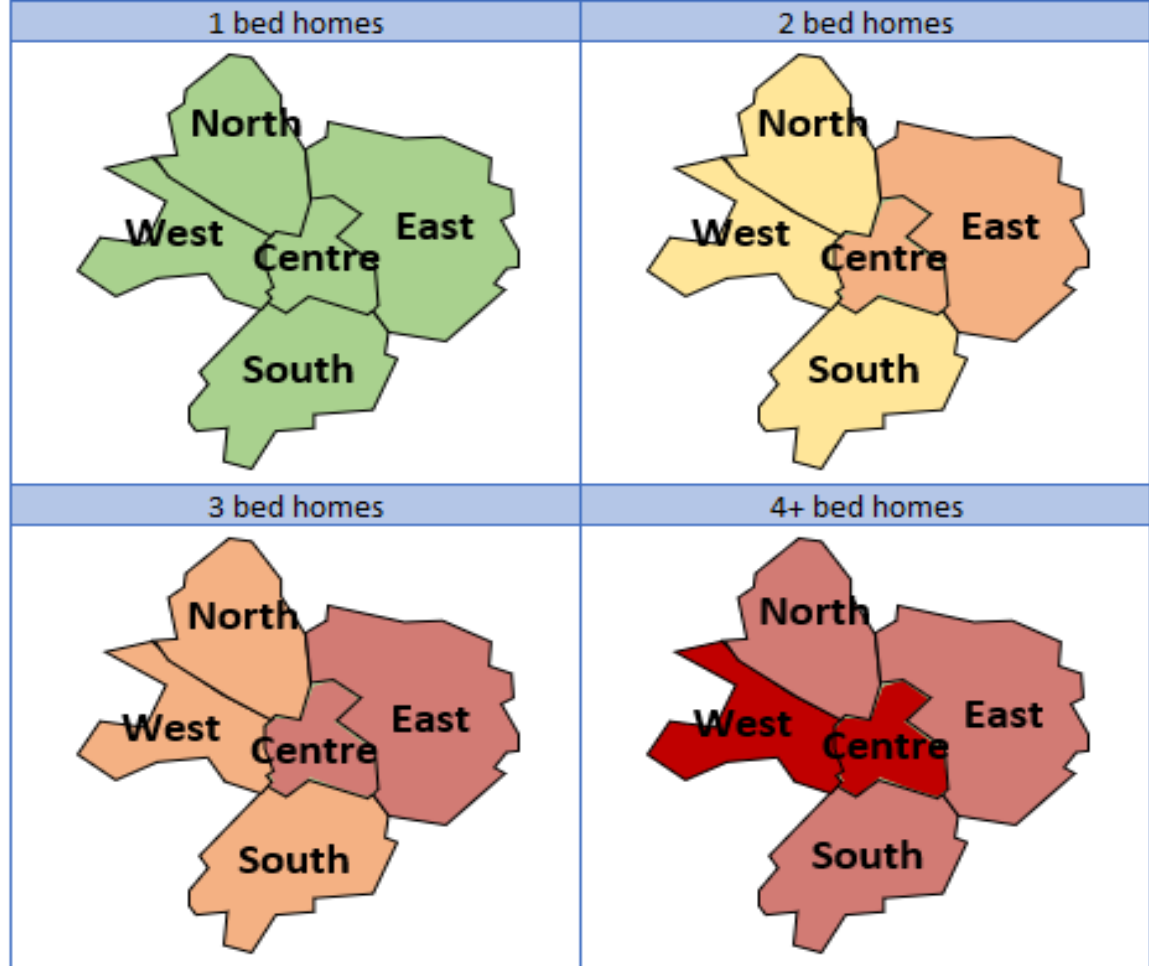 1 bed homes
North
West
East
Centre
South
2 bed homes
North
West
East
Centre
South
3 bed homes
North
West
East
Centre
South
4+ bed homes
North
West
East
Centre
South